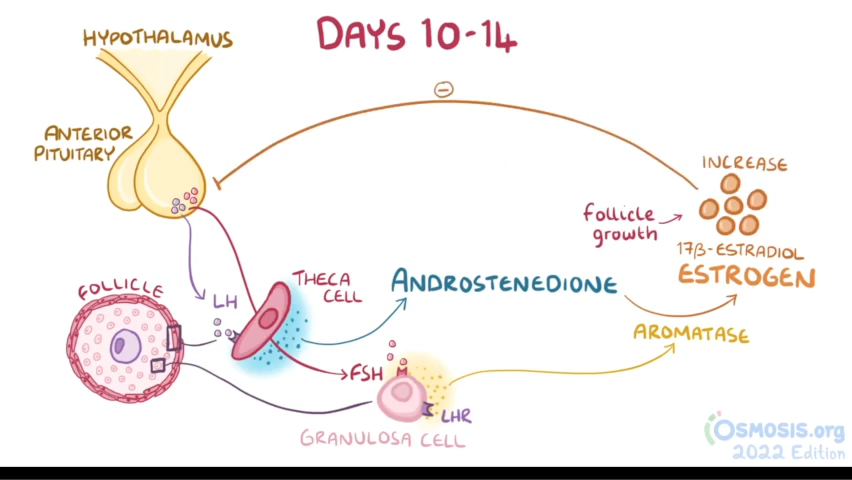 DAYS 10-14
HYPOTHALAMUS
ANTERIOR
PITUITARY
INCREASE
follicle
growth
17β-ESTRADIOL
ESTROGEN
FOLLICLE
LH
THECA
CELL
ANDROSTENEDIONE
AROMATASE
FSH
LHR
GRANULOSA CELL
OSMOSIS.org
2022 Edition